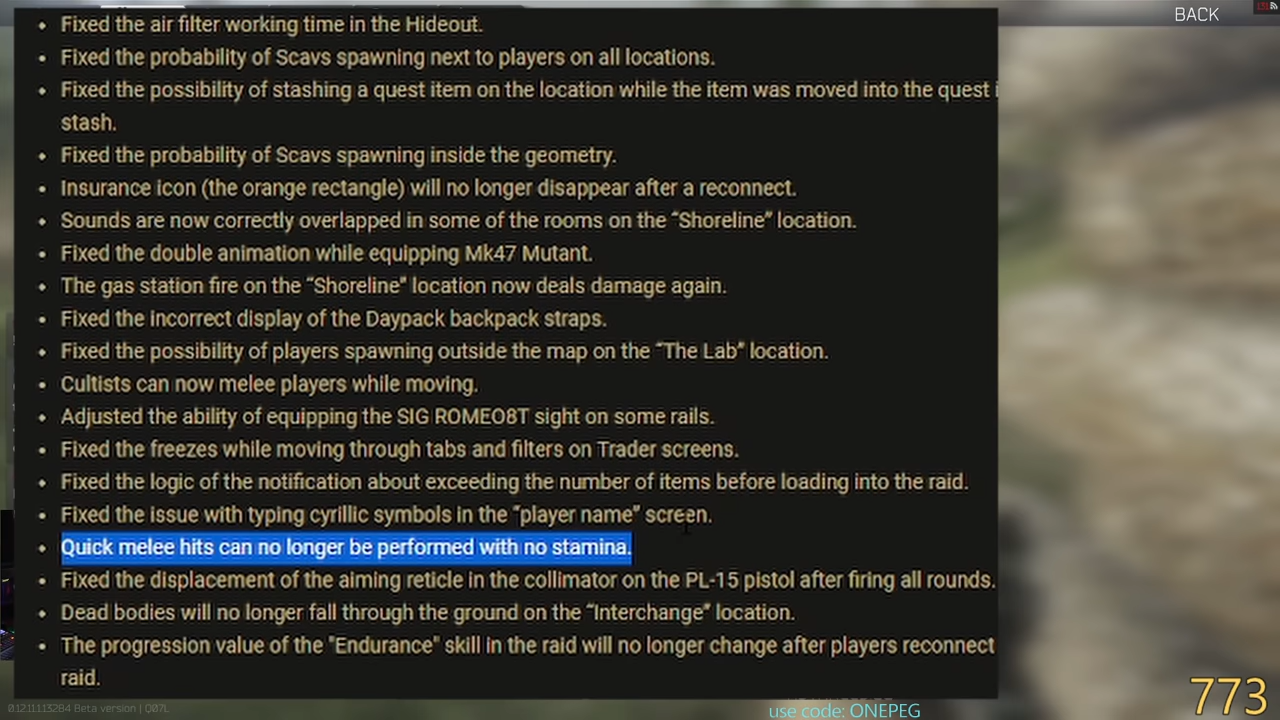 BACK
• Fixed the air filter working time in the Hideout.
• Fixed the probability of Scavs spawning next to players on all locations.
• Fixed the possibility of stashing a quest item on the location while the item was moved into the quest i
stash.
• Fixed the probability of Scavs spawning inside the geometry.
• Insurance icon (the orange rectangle) will no longer disappear after a reconnect.
• Sounds are now correctly overlapped in some of the rooms on the “Shoreline” location.
• Fixed the double animation while equipping Mk47 Mutant.
• The gas station fire on the “Shoreline” location now deals damage again.
• Fixed the incorrect display of the Daypack backpack straps.
• Fixed the possibility of players spawning outside the map on the “The Lab” location.
• Cultists can now melee players while moving.
• Adjusted the ability of equipping the SIG ROMEO8T sight on some rails.
• Fixed the freezes while moving through tabs and filters on Trader screens.
• Fixed the logic of the notification about exceeding the number of items before loading into the raid.
• Fixed the issue with typing cyrillic symbols in the “player name” screen.
• Quick melee hits can no longer be performed with no stamina.
• Fixed the displacement of the aiming reticle in the collimator on the PL-15 pistol after firing all rounds.
• Dead bodies will no longer fall through the ground on the “Interchange” location.
• The progression value of the "Endurance" skill in the raid will no longer change after players reconnect
raid.
773
Beta version | Q07L
use code: ONEPEG